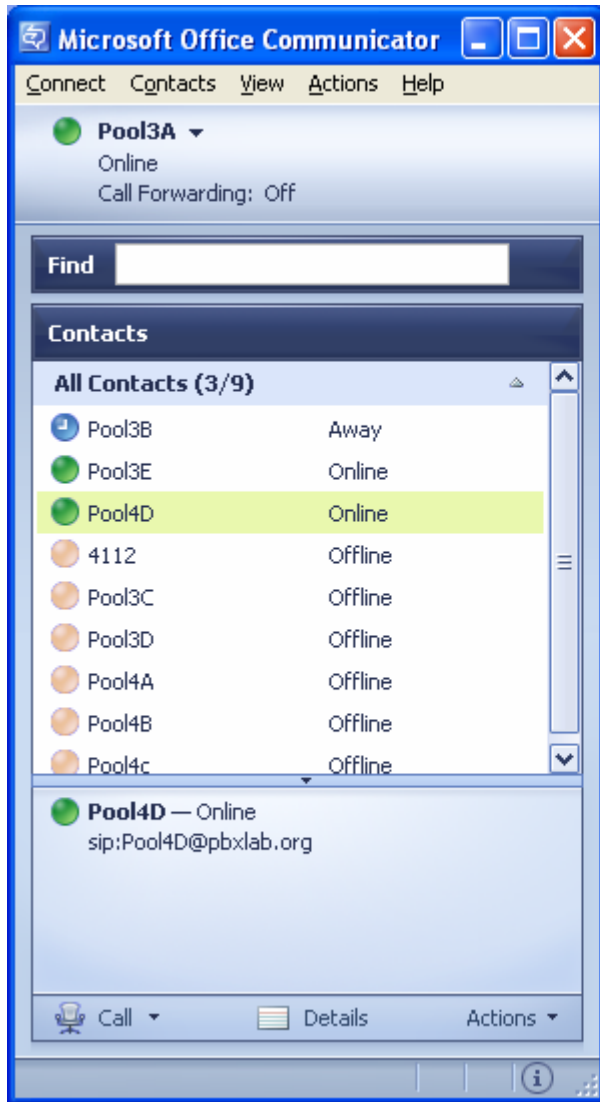 Microsoft Office Communicator
Connect Contacts View Actions Help
Pool3A
Online
Call Forwarding: Off
Find
Contacts
All Contacts (3/9)
Pool3B Away
Pool3E Online
Pool4D Online
4112 Offline
Pool3C Offline
Pool3D Offline
Pool4A Offline
Pool4B Offline
Pool4c Offline
Pool4D — Online
sip:Pool4D@pbxlab.org
Call Details Actions